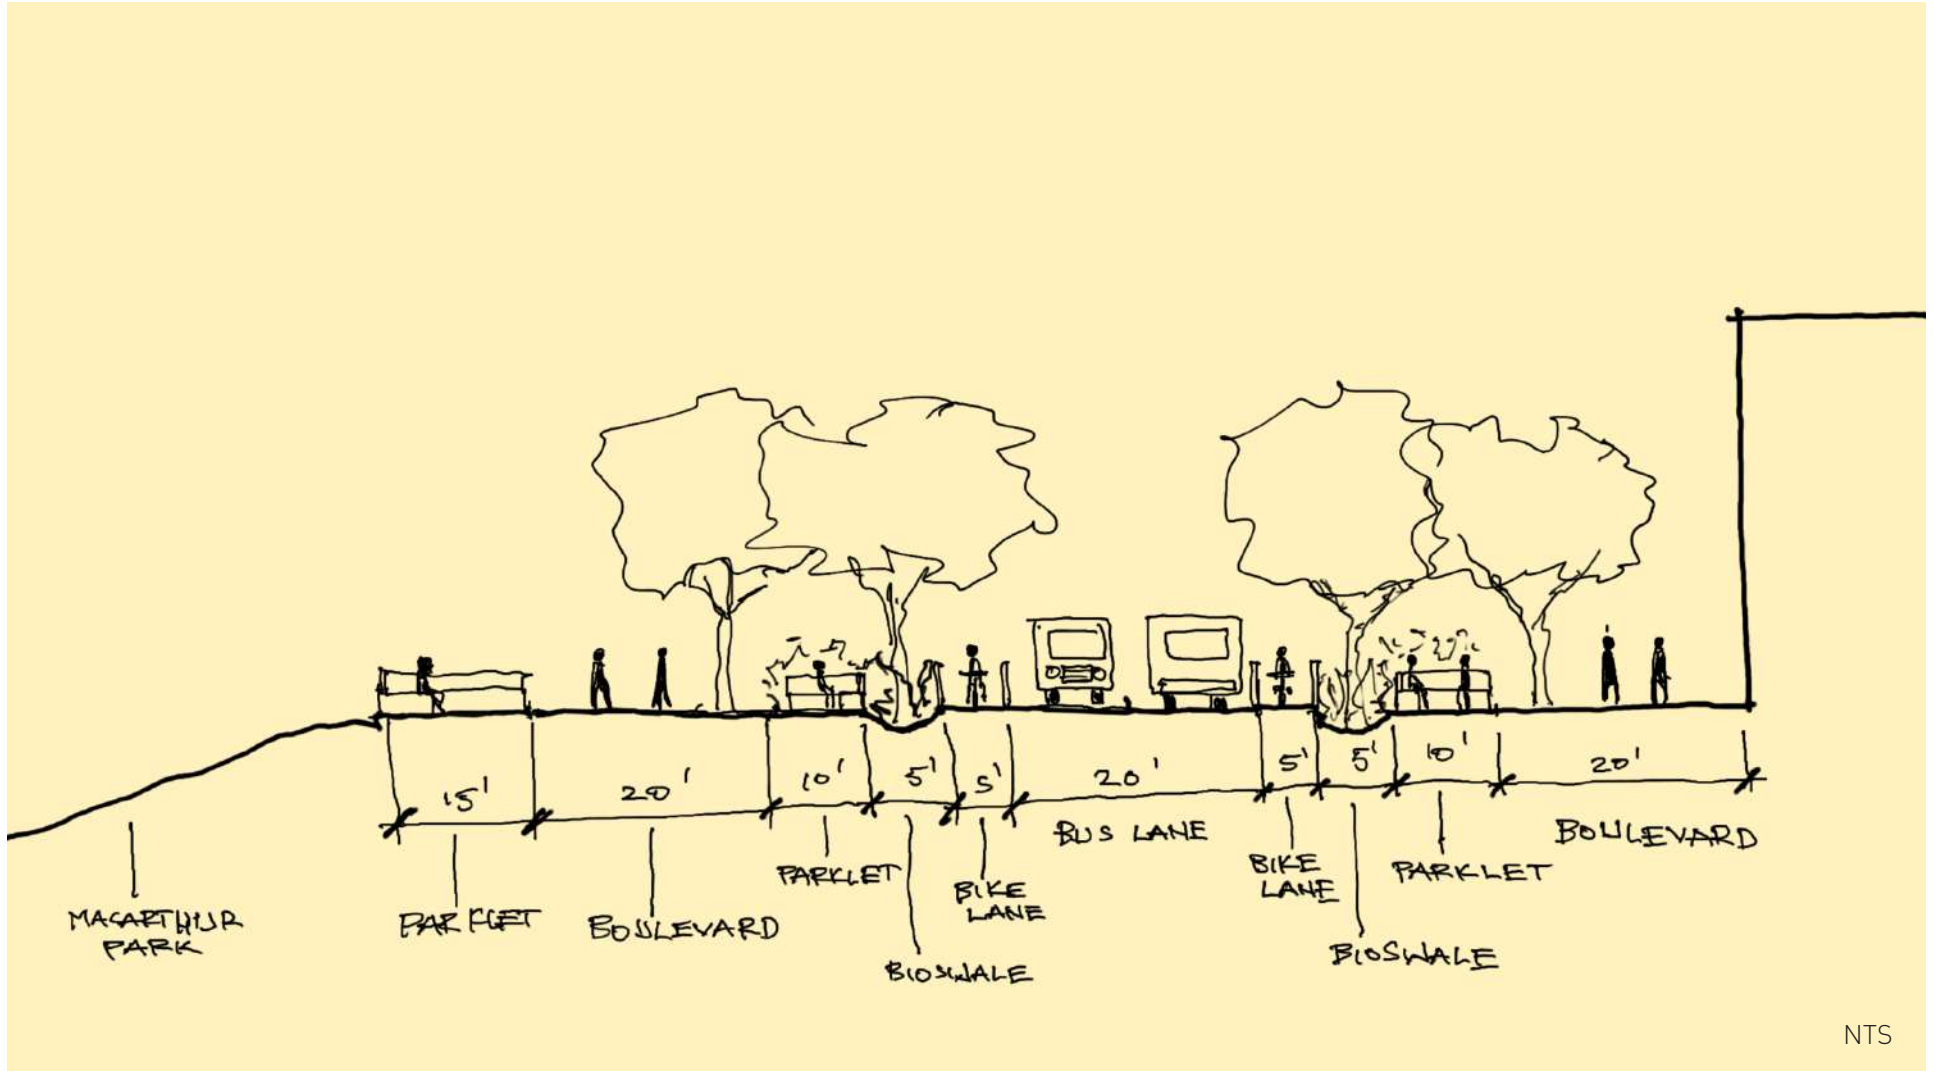 15'
20'
10'
5'
5'
20'
5'
5'
10'
20'
MACARTHUR
PARK
PARKLET
BOULEVARD
PARKLET
BIOSWALE
BIKE
LANE
BUS LANE
BIKE
LANE
BIOSWALE
PARKLET
BOULEVARD
NTS